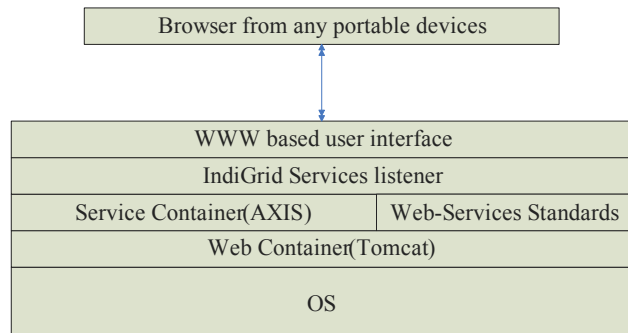 Browser from any portable devices
WWW based user interface
IndiGrid Services listener
Service Container(AXIS)
Web-Services Standards
Web Container(Tomcat)
OS